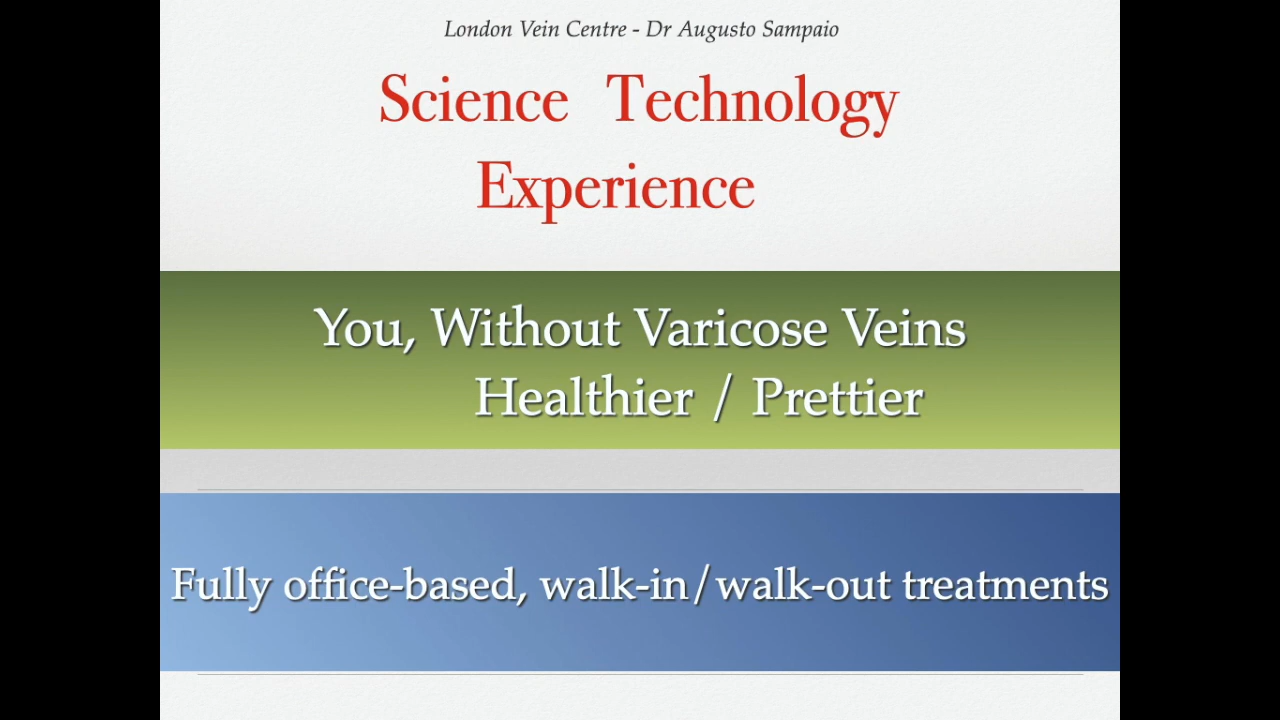 London Vein Centre - Dr Augusto Sampaio
Science Technology
Experience
You, Without Varicose Veins
Healthier / Prettier
Fully office-based, walk-in/walk-out treatments